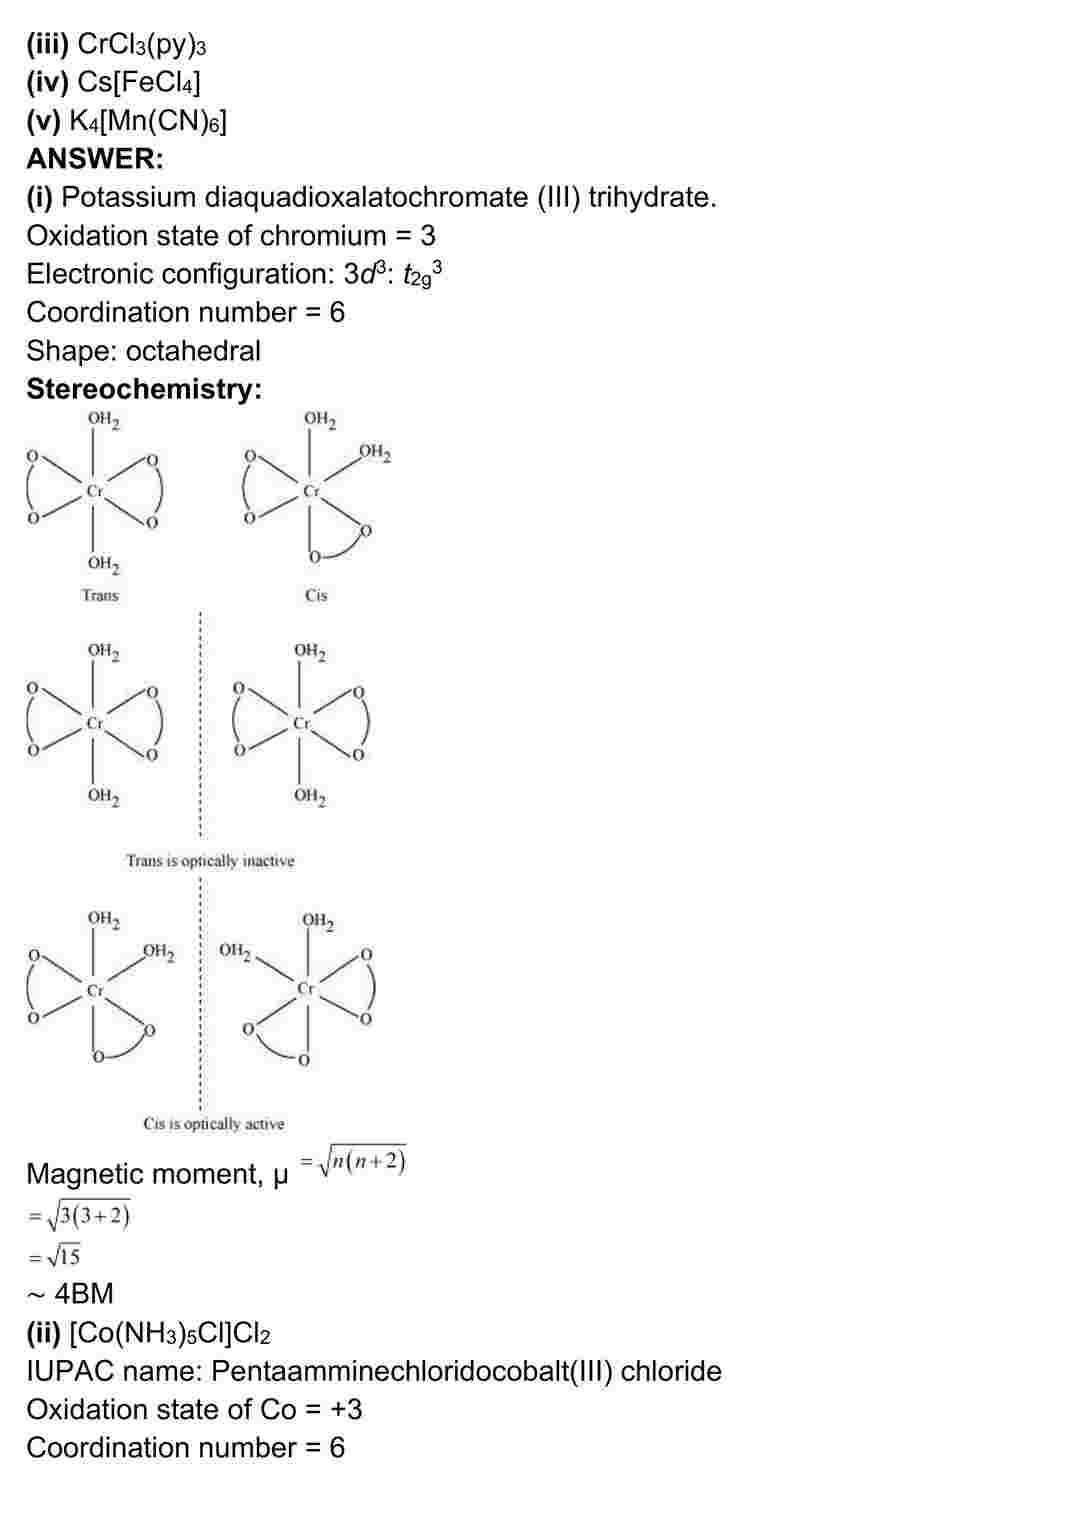 (iii) CrCl3(py)3
(iv) Cs[FeCl4]
(v) K4[Mn(CN)6]
ANSWER:
(i) Potassium diaquadioxalatochromate (III) trihydrate.
Oxidation state of chromium = 3
Electronic configuration: 3d³: t2g³
Coordination number = 6
Shape: octahedral
Stereochemistry:
OH2 OH2
O O O OH2
Cr Cr
O O O O
OH2 O
Trans Cis
OH2 OH2
O O O O
Cr Cr
O O O O
OH2 OH2
Trans is optically inactive
OH2 OH2
O OH2 OH2 O
Cr Cr
O O O O
O O
Cis is optically active
Magnetic moment, μ = √n(n+2)
= √3(3+2)
= √15
~ 4BM
(ii) [Co(NH3)5Cl]Cl2
IUPAC name: Pentaamminechloridocobalt(III) chloride
Oxidation state of Co = +3
Coordination number = 6